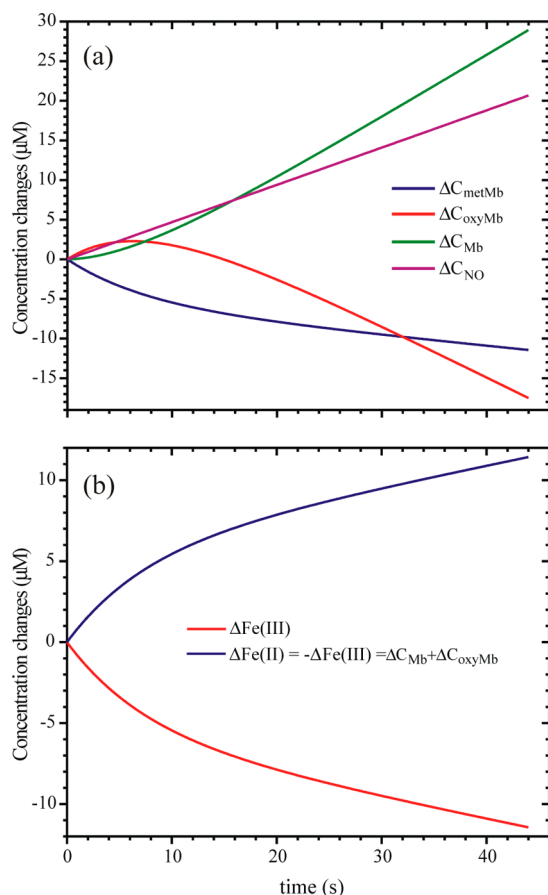 (a)
Concentration changes (μM)
30
25
20
15
10
5
0
-5
-10
-15
ΔC_metMb
ΔC_oxyMb
ΔC_Mb
ΔC_NO
(b)
Concentration changes (μM)
10
5
0
-5
-10
ΔFe(III)
ΔFe(II) = -ΔFe(III) =ΔC_Mb+ΔC_oxyMb
0 10 20 30 40
time (s)